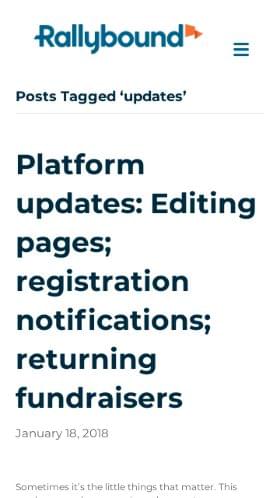 Rallybound
Posts Tagged ‘updates’
Platform
updates: Editing
pages;
registration
notifications;
returning
fundraisers
January 18, 2018
Sometimes it’s the little things that matter. This